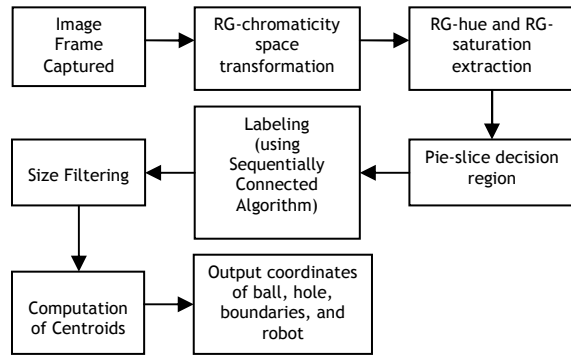 Image
Frame
Captured
RG-chromaticity
space
transformation
RG-hue and RG-
saturation
extraction
Pie-slice decision
region
Labeling
(using
Sequentially
Connected
Algorithm)
Size Filtering
Computation
of Centroids
Output coordinates
of ball, hole,
boundaries, and
robot